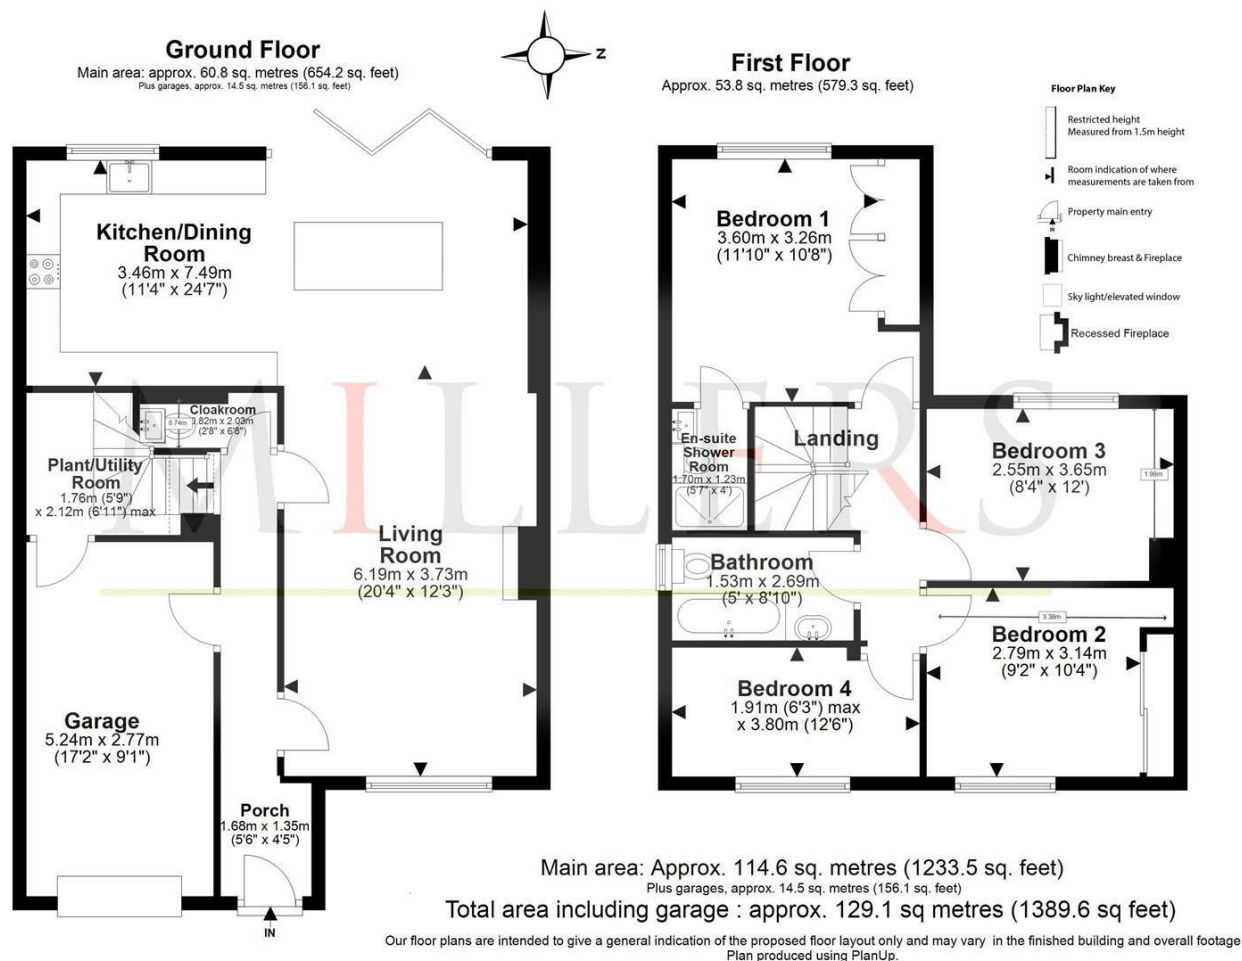 Ground Floor
Main area: approx. 60.8 sq. metres (654.2 sq. feet)
Plus garages, approx. 14.5 sq. metres (156.1 sq. feet)
Z
First Floor
Approx. 53.8 sq. metres (579.3 sq. feet)
Floor Plan Key
Restricted height
Measured from 1.5m height
Room indication of where
measurements are taken from
Property main entry
IN
Chimney breast & Fireplace
Sky light/elevated window
Recessed Fireplace
Kitchen/Dining
Room
3.46m x 7.49m
(11'4" x 24'7")
Cloakroom
0.82m x 2.03m
(2'8" x 6'8")
0.74m
Plant/Utility
Room
1.76m (5'9")
x 2.12m (6'11") max
Living
Room
6.19m x 3.73m
(20'4" x 12'3")
Garage
5.24m x 2.77m
(17'2" x 9'1")
Porch
1.68m x 1.35m
(5'6" x 4'5")
IN
Bedroom 1
3.60m x 3.26m
(11'10" x 10'8")
En-suite
Shower
Room
1.70m x 1.23m
(5'7" x 4')
Landing
Bedroom 3
2.55m x 3.65m
(8'4" x 12')
1.98m
Bathroom
1.53m x 2.69m
(5' x 8'10")
Bedroom 2
2.79m x 3.14m
(9'2" x 10'4")
3.38m
Bedroom 4
1.91m (6'3") max
x 3.80m (12'6")
MILLERS
Main area: Approx. 114.6 sq. metres (1233.5 sq. feet)
Plus garages, approx. 14.5 sq. metres (156.1 sq. feet)
Total area including garage : approx. 129.1 sq metres (1389.6 sq feet)
Our floor plans are intended to give a general indication of the proposed floor layout only and may vary in the finished building and overall footage
Plan produced using PlanUp.